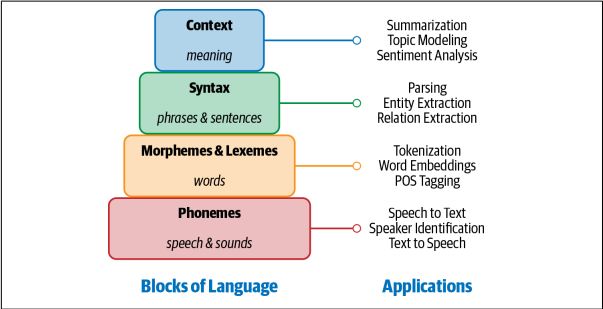 Context
meaning
Summarization
Topic Modeling
Sentiment Analysis
Syntax
phrases & sentences
Parsing
Entity Extraction
Relation Extraction
Morphemes & Lexemes
words
Tokenization
Word Embeddings
POS Tagging
Phonemes
speech & sounds
Speech to Text
Speaker Identification
Text to Speech
Blocks of Language
Applications